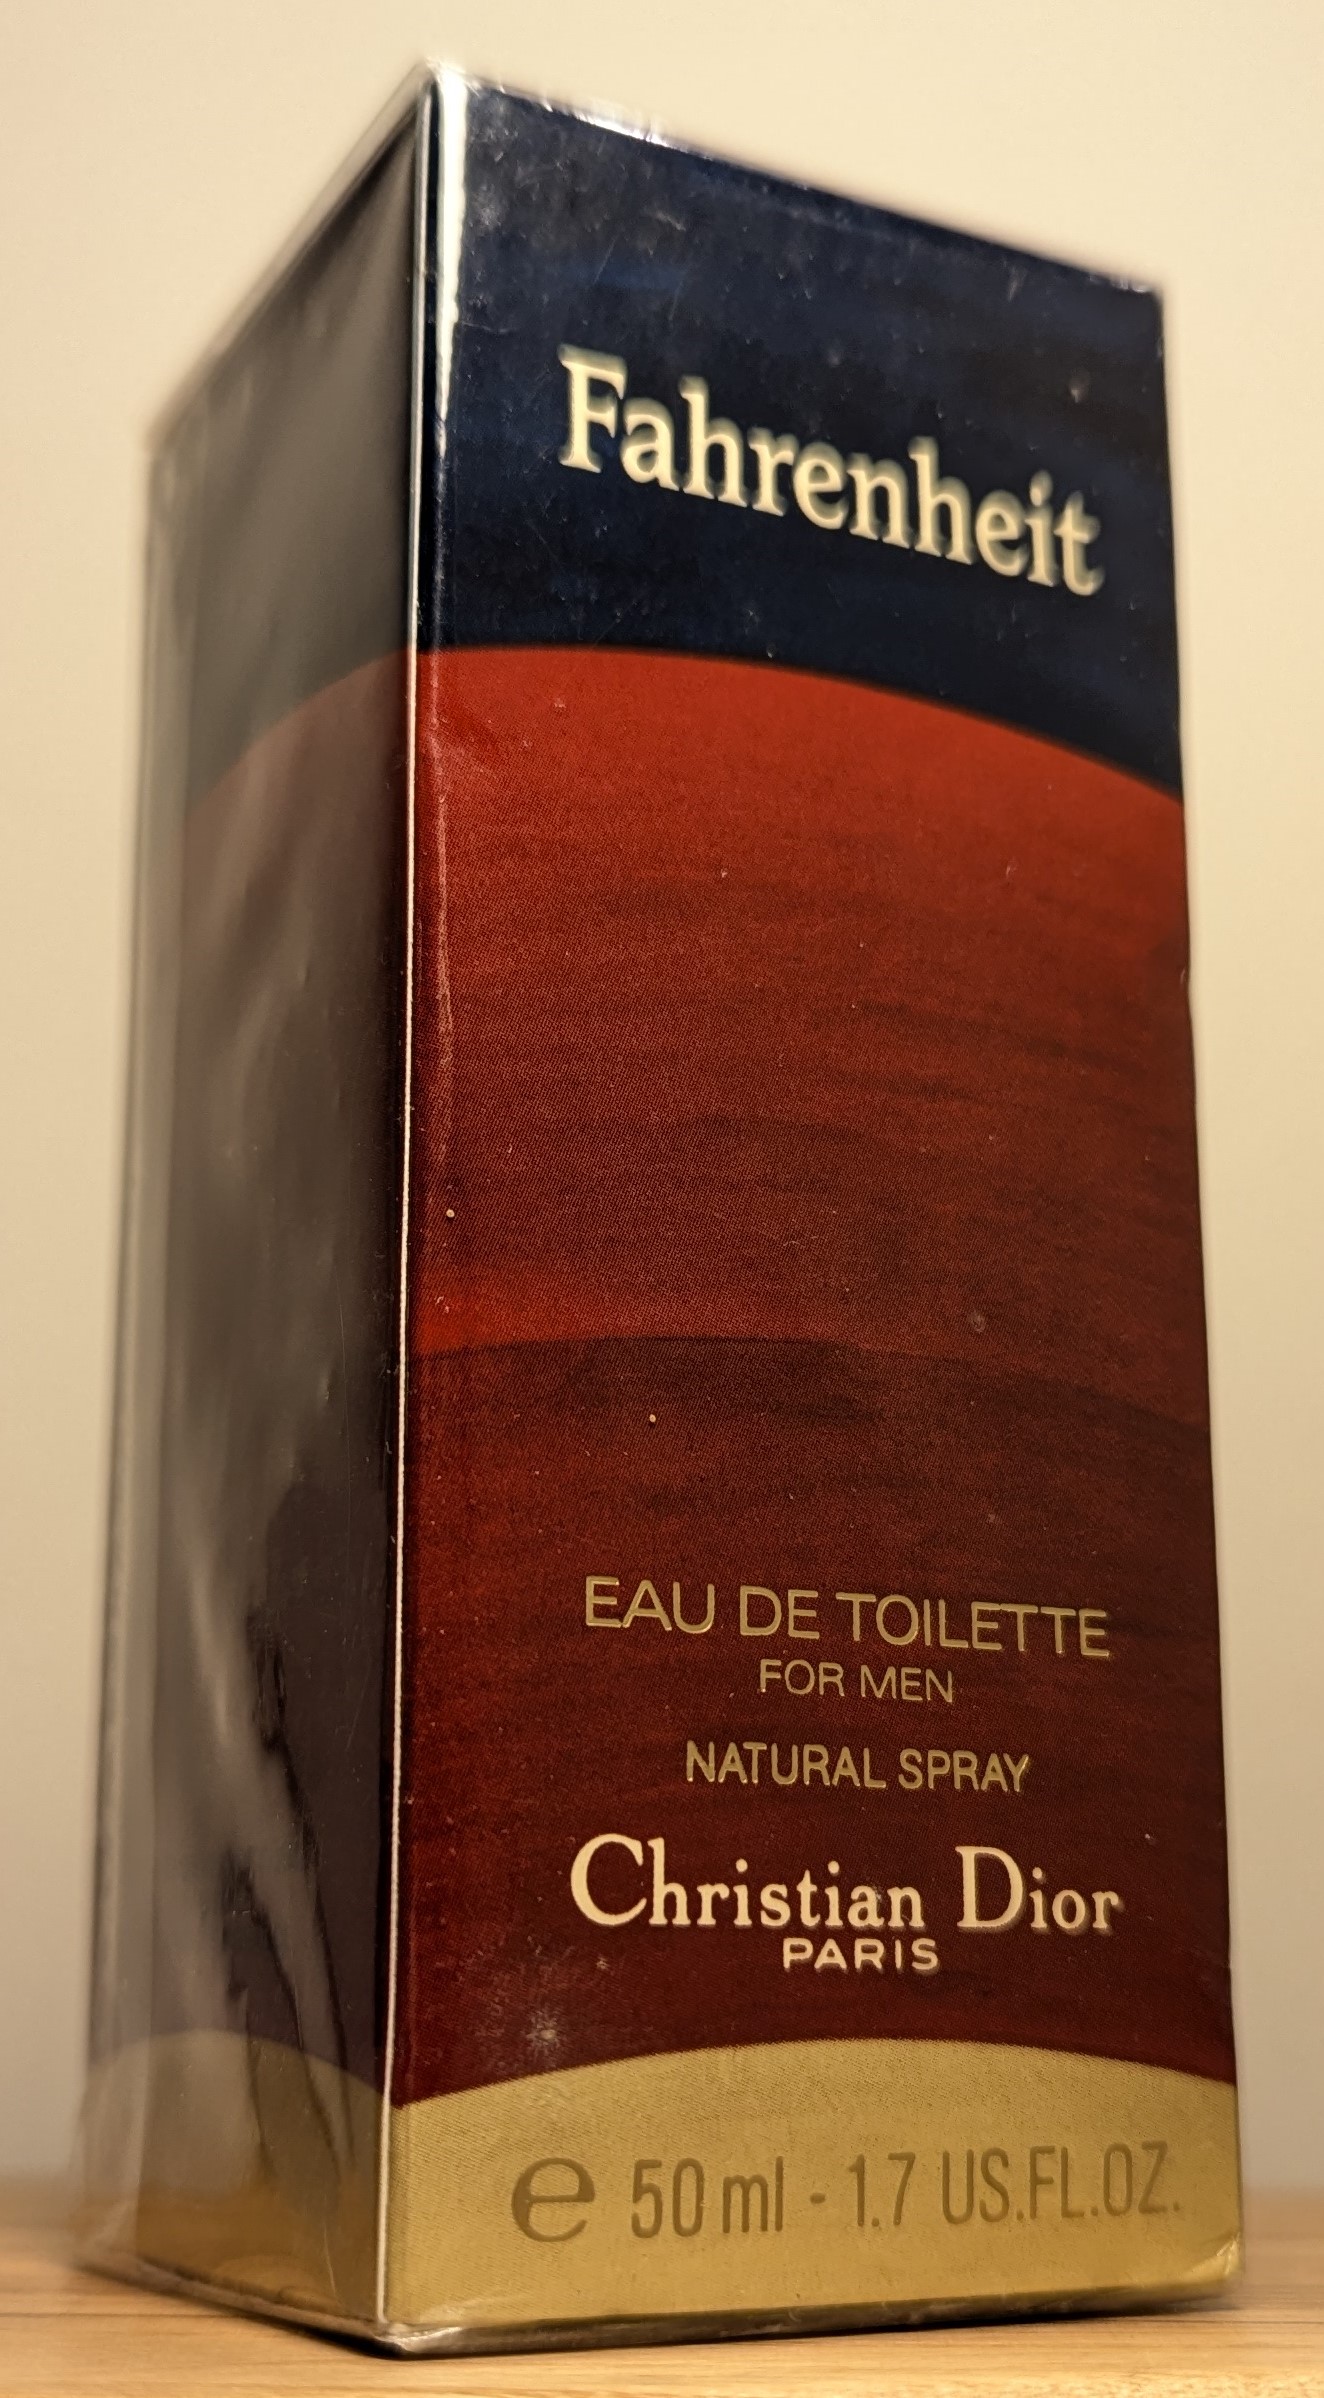 Fahrenheit
EAU DE TOILETTE
FOR MEN
NATURAL SPRAY
Christian Dior
PARIS
℮ 50 ml - 1.7 US.FL.OZ.